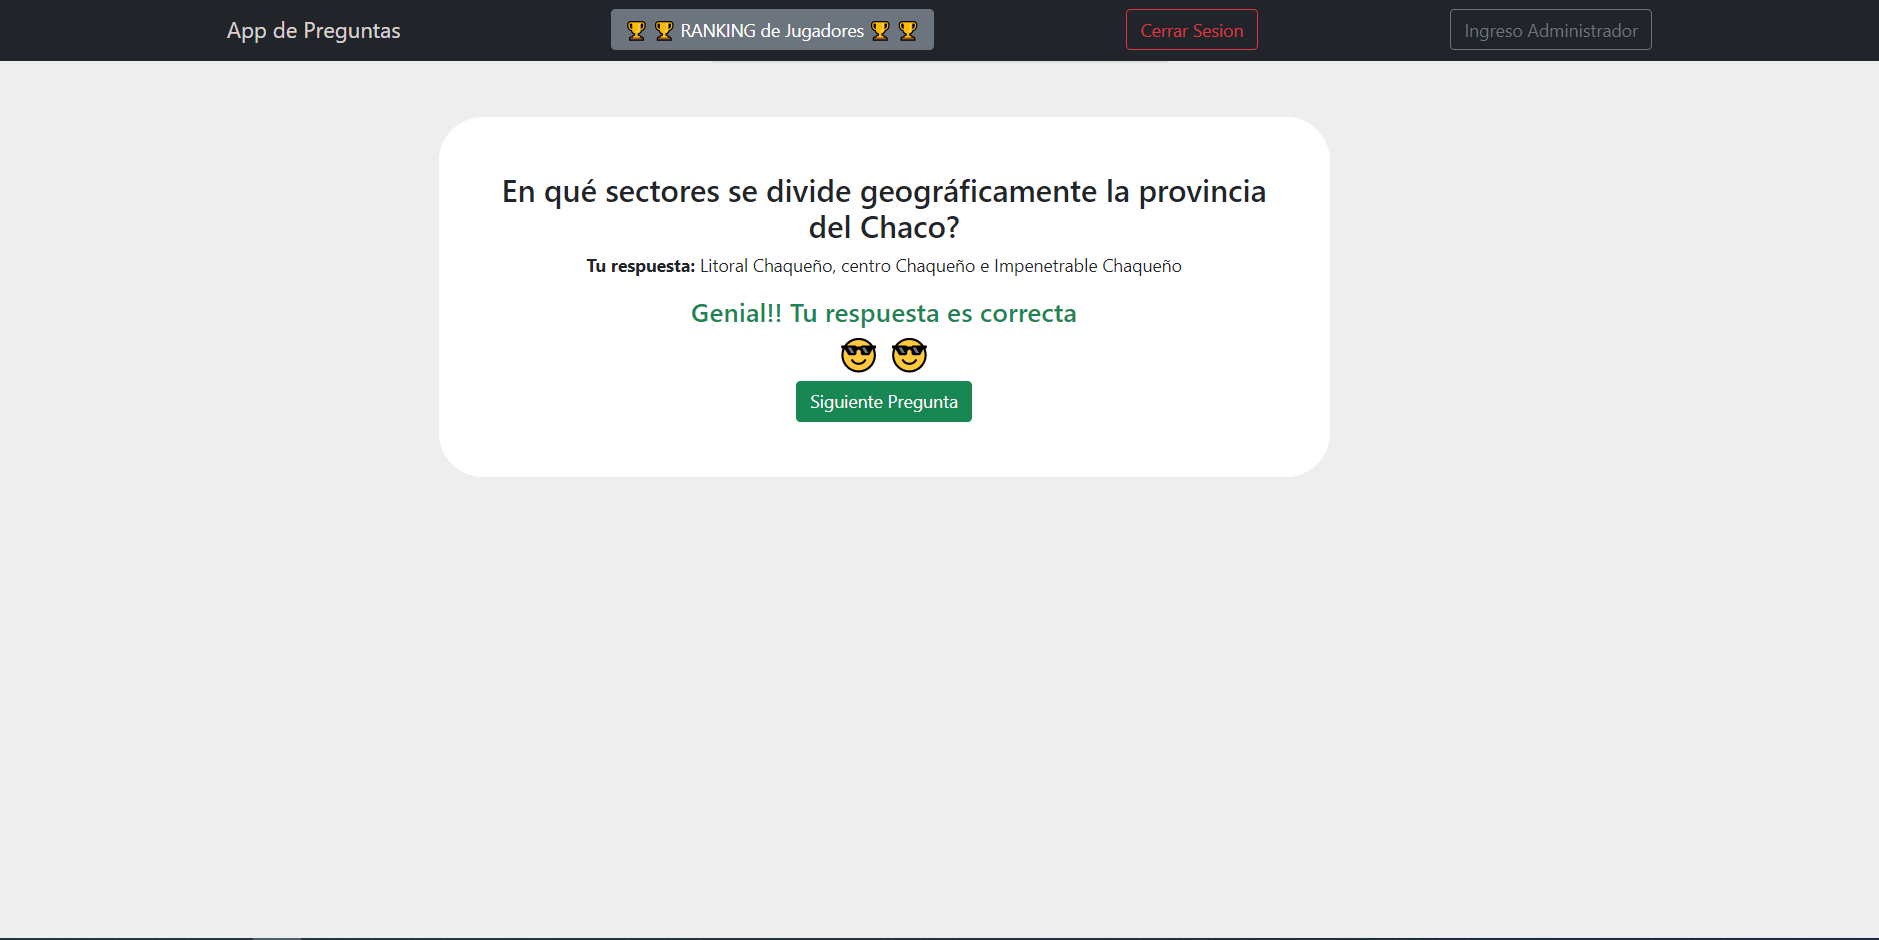 App de Preguntas
🏆 🏆 RANKING de Jugadores 🏆 🏆
Cerrar Sesion
Ingreso Administrador
En qué sectores se divide geográficamente la provincia
del Chaco?
Tu respuesta: Litoral Chaqueño, centro Chaqueño e Impenetrable Chaqueño
Genial!! Tu respuesta es correcta
😎 😎
Siguiente Pregunta